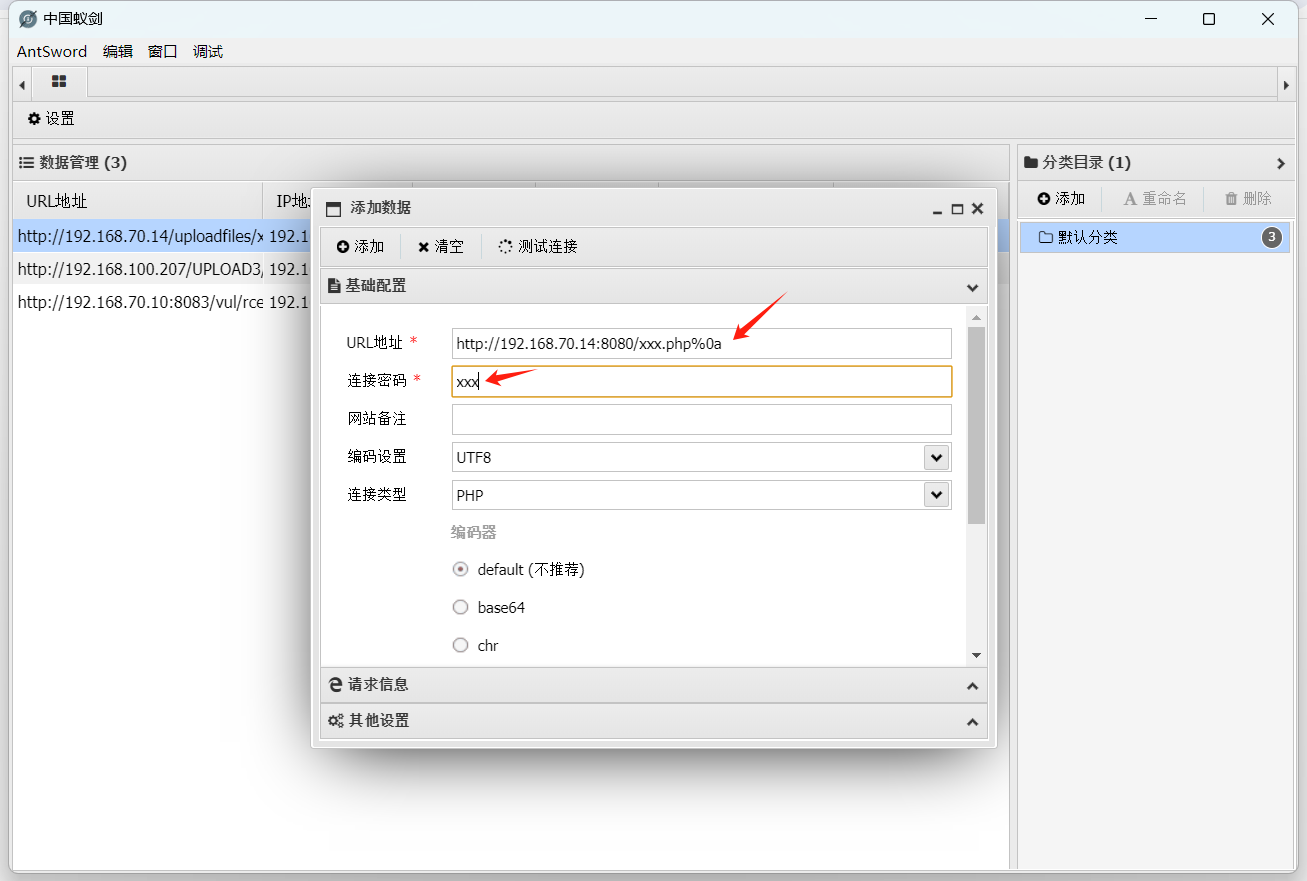 中国蚁剑
AntSword 编辑 窗口 调试
设置
数据管理 (3)
分类目录 (1)
URL地址 IP地
添加 重命名 删除
http://192.168.70.14/uploadfiles/x 192.1
http://192.168.100.207/UPLOAD3/ 192.1
http://192.168.70.10:8083/vul/rce 192.1
默认分类 3
添加数据
添加 清空 测试连接
基础配置
URL地址 * http://192.168.70.14:8080/xxx.php%0a
连接密码 * xxx
网站备注
编码设置 UTF8
连接类型 PHP
编码器
default (不推荐)
base64
chr
请求信息
其他设置